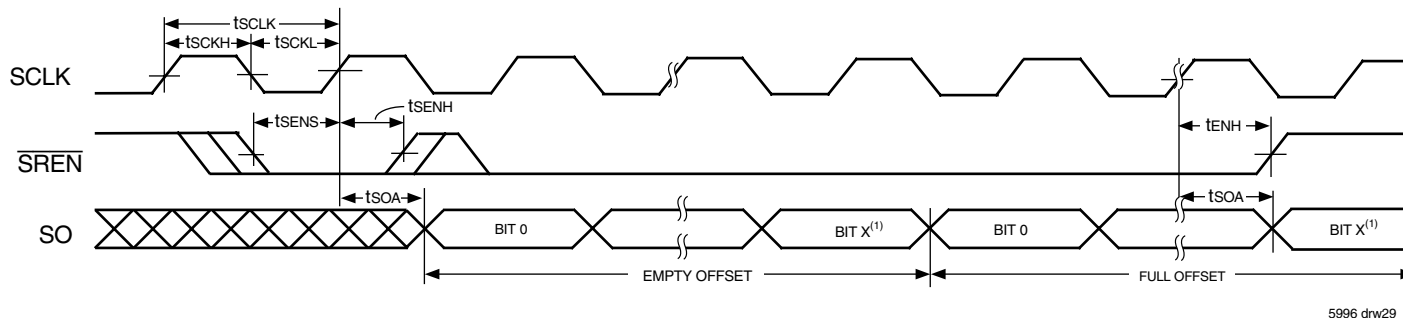 tSCLK
tSCKH tSCKL
SCLK
tSENH
tSENS tENH
SREN
tSOA tSOA
SO BIT 0 BIT X(1) BIT 0 BIT X(1)
EMPTY OFFSET FULL OFFSET
5996 drw29